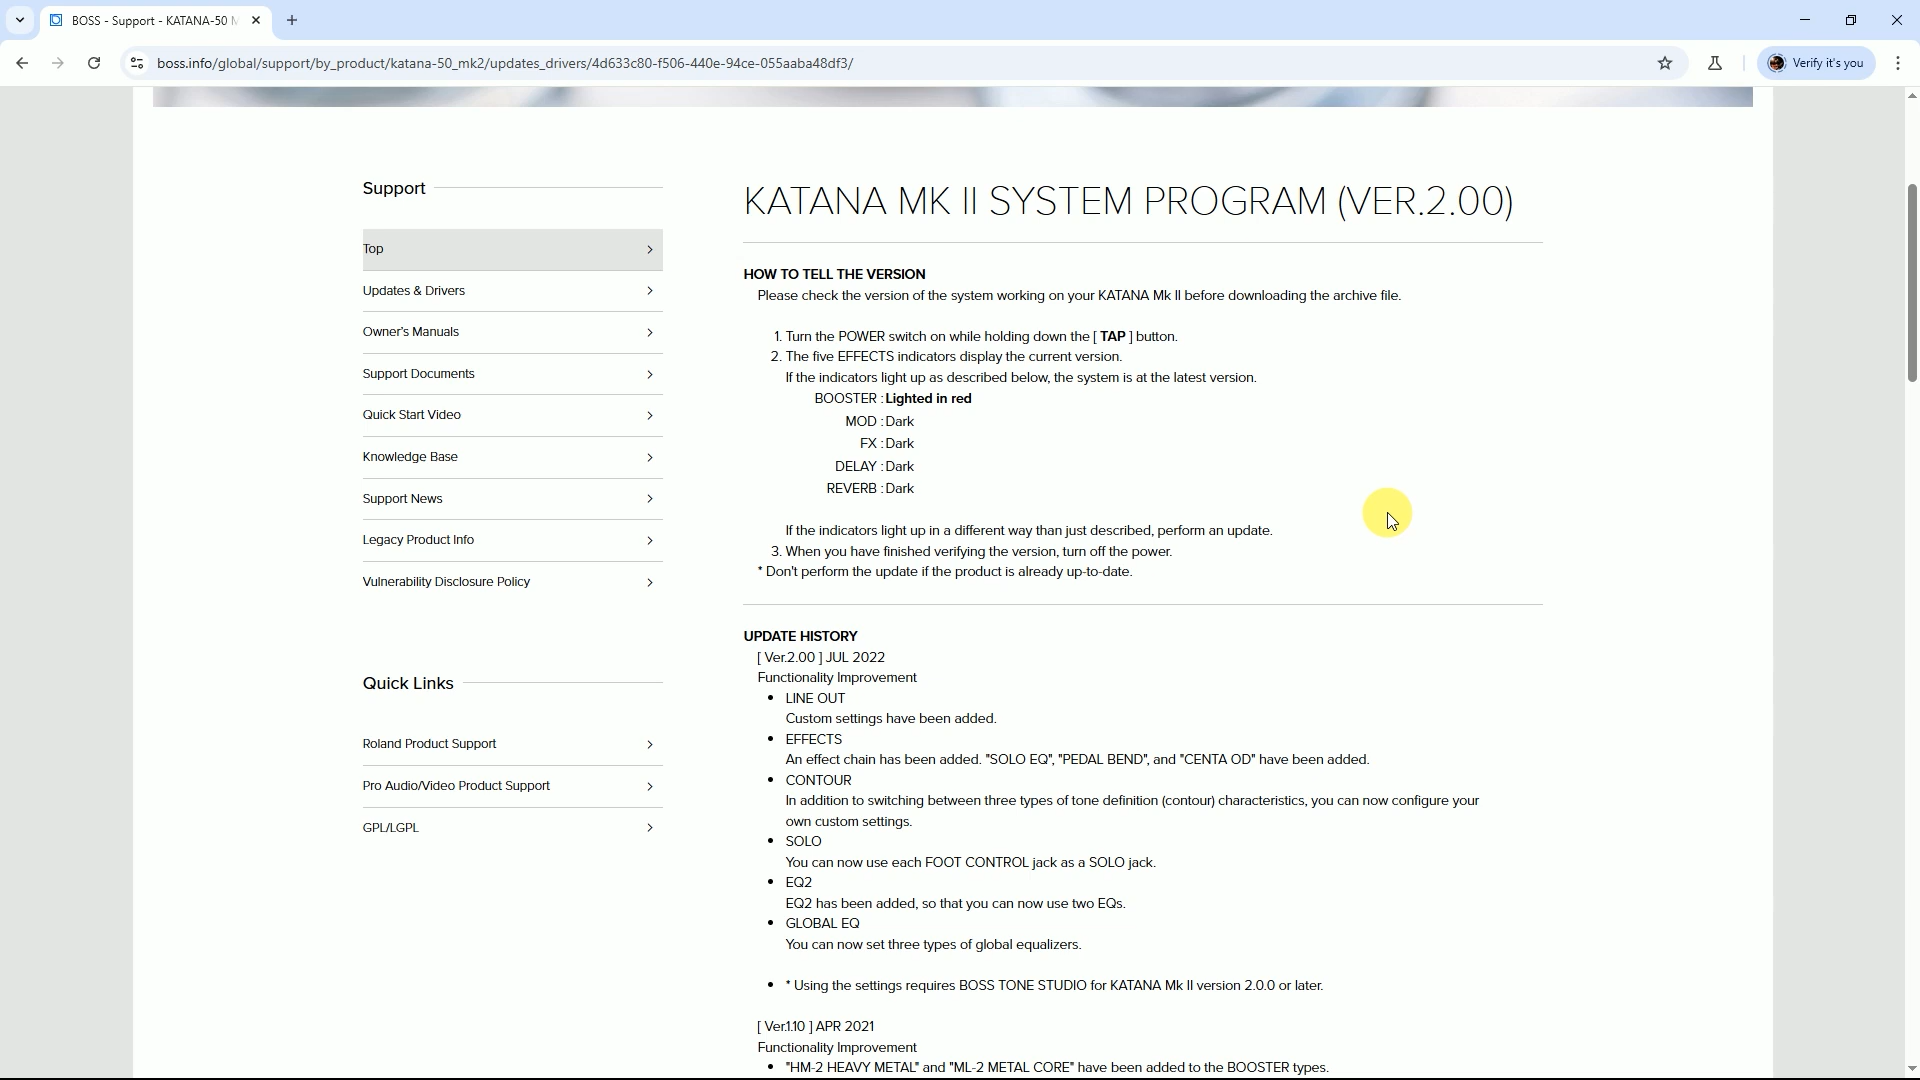 BOSS - Support - KATANA-50 M
boss.info/global/support/by_product/katana-50_mk2/updates_drivers/4d633c80-f506-440e-94ce-055aaba48df3/
Verify it's you
Support
Top
Updates & Drivers
Owner's Manuals
Support Documents
Quick Start Video
Knowledge Base
Support News
Legacy Product Info
Vulnerability Disclosure Policy
Quick Links
Roland Product Support
Pro Audio/Video Product Support
GPL/LGPL
KATANA MK II SYSTEM PROGRAM (VER.2.00)
HOW TO TELL THE VERSION
Please check the version of the system working on your KATANA Mk II before downloading the archive file.
1. Turn the POWER switch on while holding down the [ TAP ] button.
2. The five EFFECTS indicators display the current version.
If the indicators light up as described below, the system is at the latest version.
BOOSTER : Lighted in red
MOD : Dark
FX : Dark
DELAY : Dark
REVERB : Dark
If the indicators light up in a different way than just described, perform an update.
3. When you have finished verifying the version, turn off the power.
* Don't perform the update if the product is already up-to-date.
UPDATE HISTORY
[ Ver.2.00 ] JUL 2022
Functionality Improvement
• LINE OUT
Custom settings have been added.
• EFFECTS
An effect chain has been added. "SOLO EQ", "PEDAL BEND", and "CENTA OD" have been added.
• CONTOUR
In addition to switching between three types of tone definition (contour) characteristics, you can now configure your
own custom settings.
• SOLO
You can now use each FOOT CONTROL jack as a SOLO jack.
• EQ2
EQ2 has been added, so that you can now use two EQs.
• GLOBAL EQ
You can now set three types of global equalizers.
• * Using the settings requires BOSS TONE STUDIO for KATANA Mk II version 2.0.0 or later.
[ Ver.1.10 ] APR 2021
Functionality Improvement
• "HM-2 HEAVY METAL" and "ML-2 METAL CORE" have been added to the BOOSTER types.